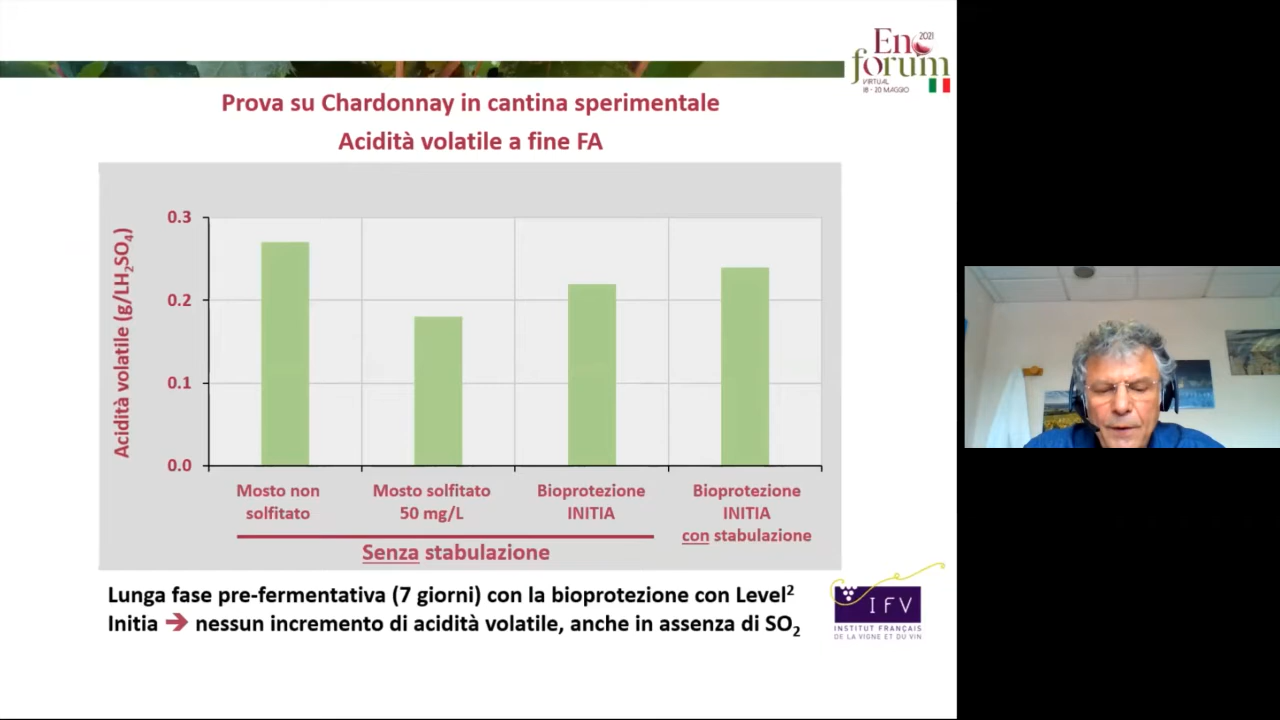 Eno
forum
2021
VIRTUAL
18 - 20 MAGGIO
Prova su Chardonnay in cantina sperimentale
Acidità volatile a fine FA
Acidità volatile (g/LH₂SO₄)
0.3
0.2
0.1
0.0
Mosto non
solfitato
Mosto solfitato
50 mg/L
Bioprotezione
INITIA
Bioprotezione
INITIA
con stabulazione
Senza stabulazione
Lunga fase pre-fermentativa (7 giorni) con la bioprotezione con Level²
Initia ➔ nessun incremento di acidità volatile, anche in assenza di SO₂
IFV
INSTITUT FRANÇAIS
DE LA VIGNE ET DU VIN